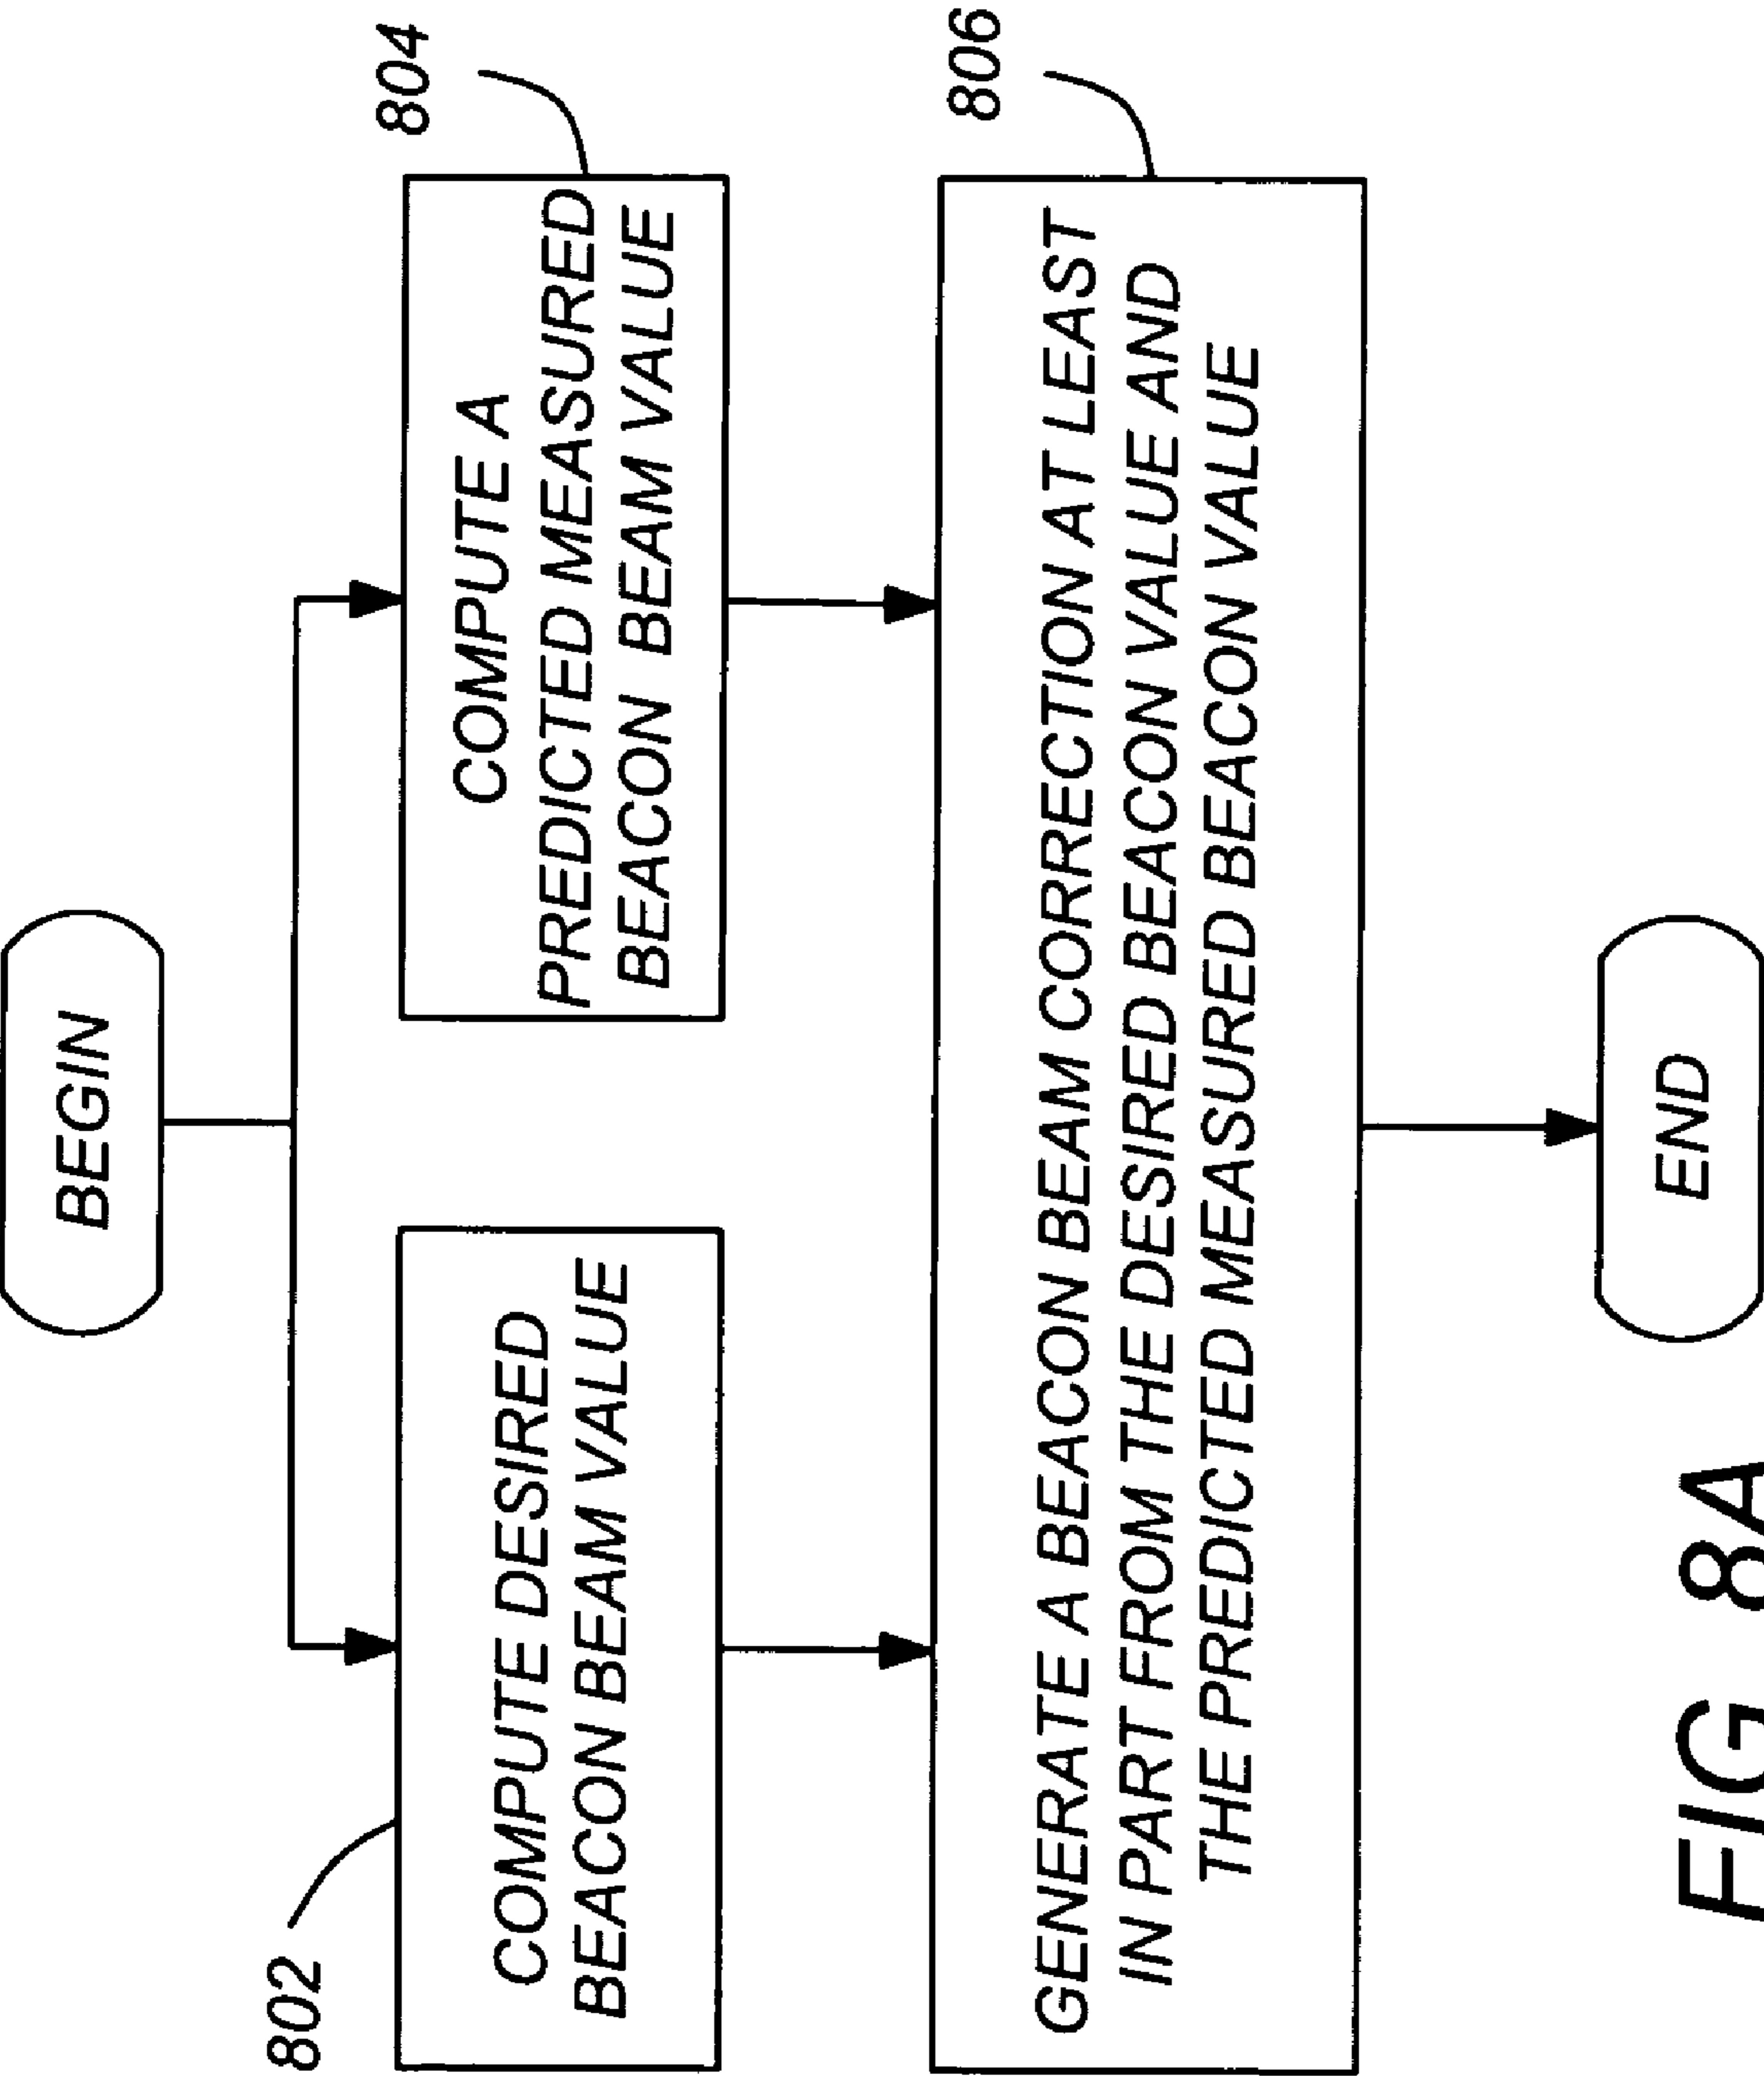 BEGIN
802
COMPUTE DESIRED
BEACON BEAM VALUE
804
COMPUTE A
PREDICTED MEASURED
BEACON BEAM VALUE
806
GENERATE A BEACON BEAM CORRECTION AT LEAST
IN PART FROM THE DESIRED BEACON VALUE AND
THE PREDICTED MEASURED BEACON VALUE
END
FIG 8A